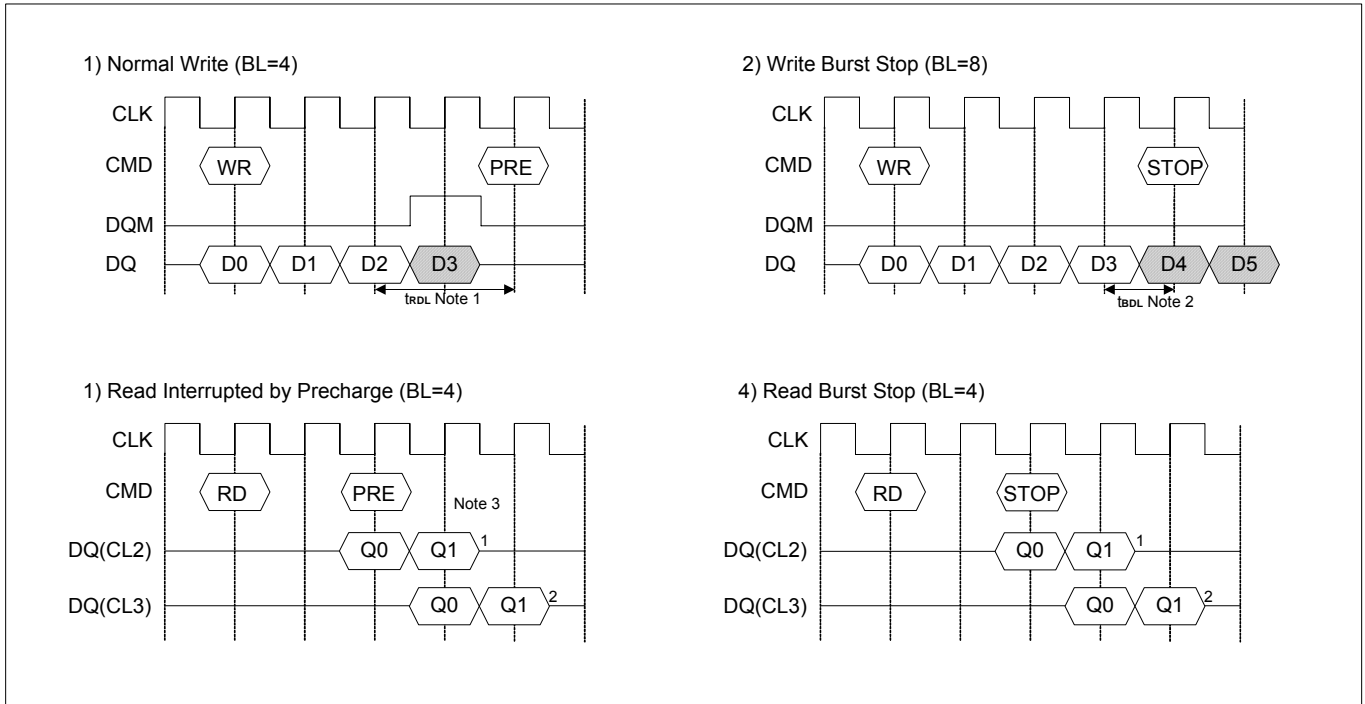 1) Normal Write (BL=4)
CLK
CMD WR PRE
DQM
DQ D0 D1 D2 D3
tRDL Note 1
2) Write Burst Stop (BL=8)
CLK
CMD WR STOP
DQM
DQ D0 D1 D2 D3 D4 D5
tBDL Note 2
1) Read Interrupted by Precharge (BL=4)
CLK
CMD RD PRE
Note 3
DQ(CL2) Q0 Q1 1
DQ(CL3) Q0 Q1 2
4) Read Burst Stop (BL=4)
CLK
CMD RD STOP
DQ(CL2) Q0 Q1 1
DQ(CL3) Q0 Q1 2